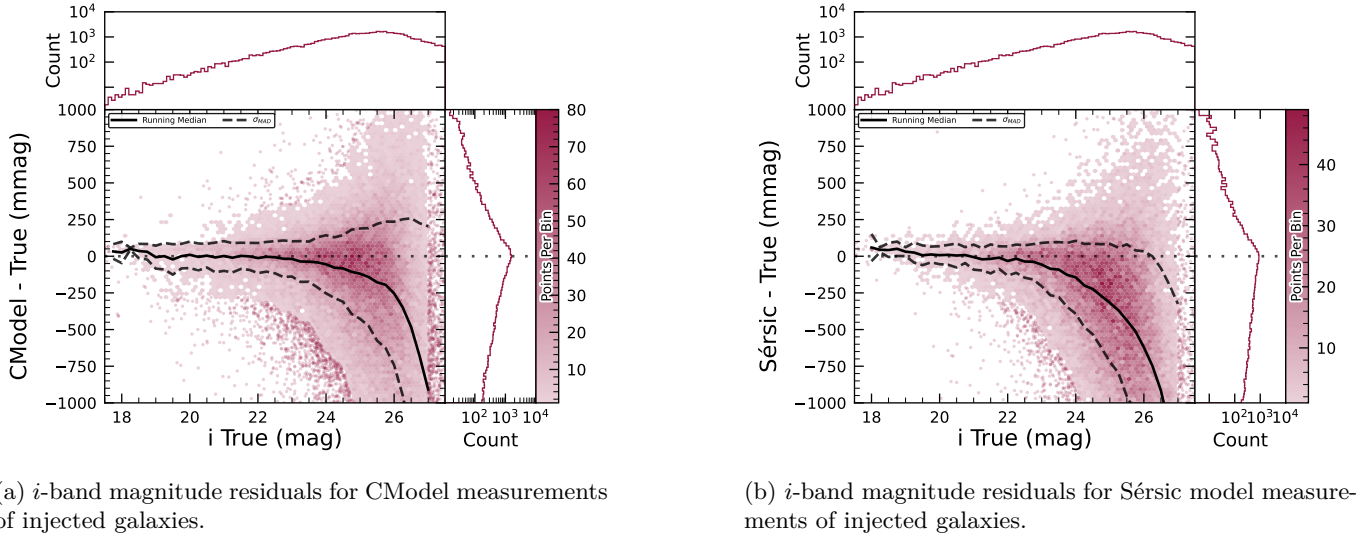 10⁴
10³
10²
Count
1000
750
500
250
0
−250
−500
−750
−1000
CModel - True (mmag)
Running Median
σMAD
18
20
22
24
26
i True (mag)
10² 10³ 10⁴
Count
80
70
60
50
40
30
20
10
Points Per Bin
(a) i-band magnitude residuals for CModel measurements
of injected galaxies.
10⁴
10³
10²
Count
1000
750
500
250
0
−250
−500
−750
−1000
Sérsic - True (mmag)
Running Median
σMAD
18
20
22
24
26
i True (mag)
10² 10³ 10⁴
Count
40
30
20
10
Points Per Bin
(b) i-band magnitude residuals for Sérsic model measure-
ments of injected galaxies.